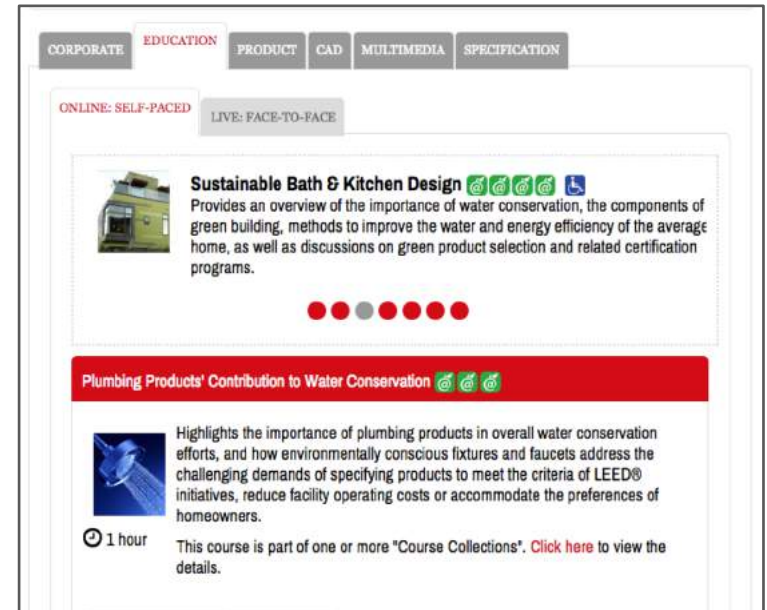 CORPORATE EDUCATION PRODUCT CAD MULTIMEDIA SPECIFICATION
ONLINE: SELF-PACED LIVE: FACE-TO-FACE
Sustainable Bath & Kitchen Design
Provides an overview of the importance of water conservation, the components of
green building, methods to improve the water and energy efficiency of the average
home, as well as discussions on green product selection and related certification
programs.
Plumbing Products' Contribution to Water Conservation
Highlights the importance of plumbing products in overall water conservation
efforts, and how environmentally conscious fixtures and faucets address the
challenging demands of specifying products to meet the criteria of LEED®
initiatives, reduce facility operating costs or accommodate the preferences of
homeowners.
1 hour
This course is part of one or more "Course Collections". Click here to view the
details.